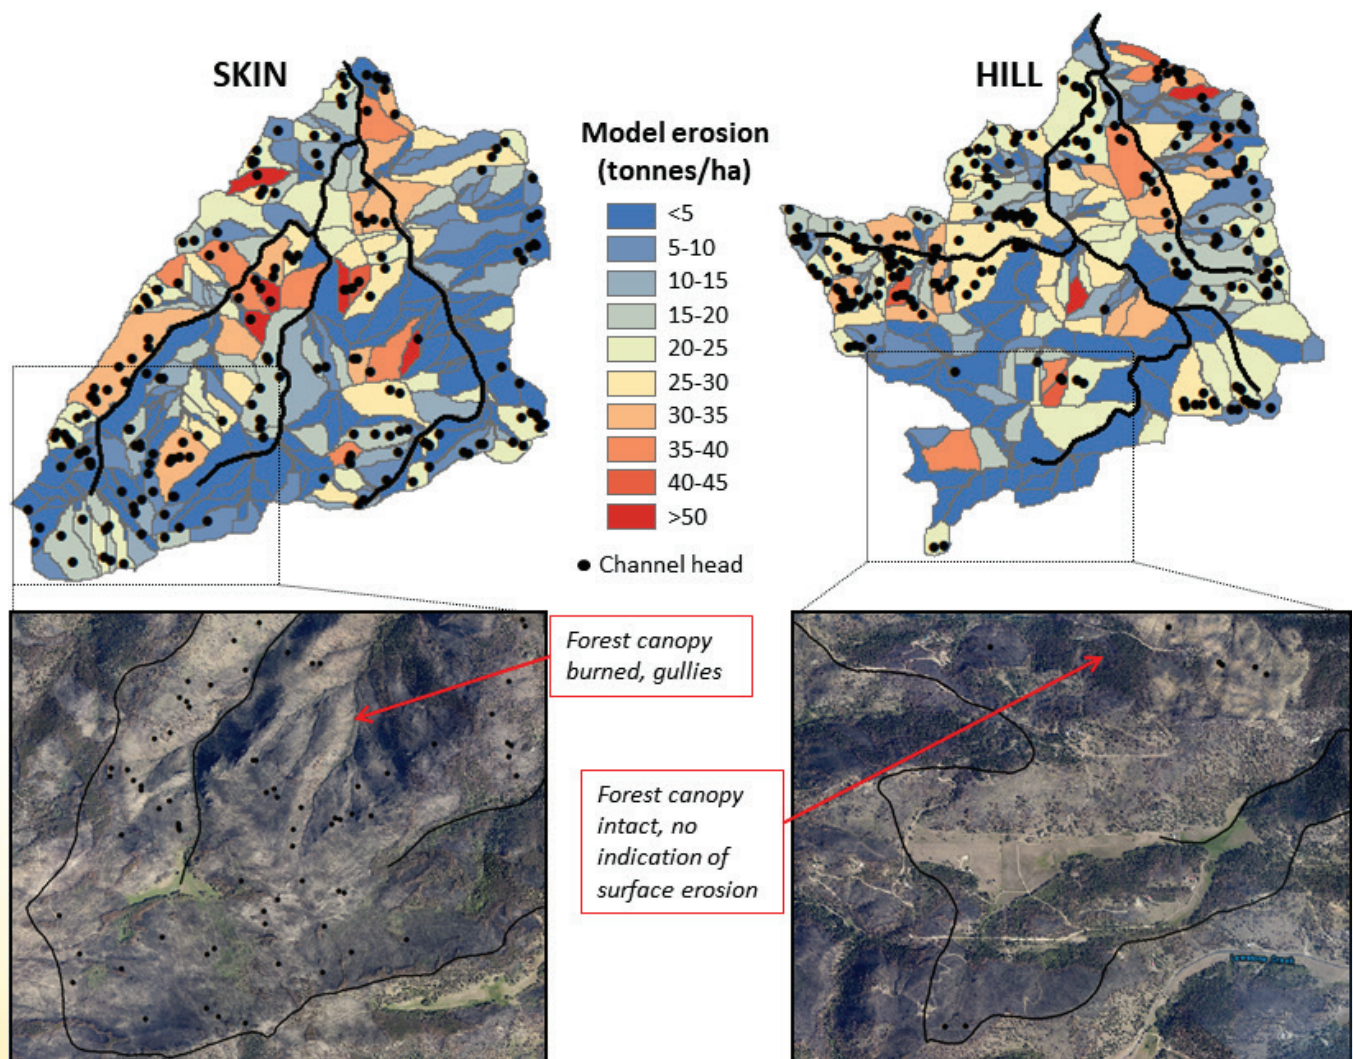 SKIN
HILL
Model erosion
(tonnes/ha)
<5
5-10
10-15
15-20
20-25
25-30
30-35
35-40
40-45
>50
Channel head
Forest canopy
burned, gullies
Forest canopy
intact, no
indication of
surface erosion
Creek